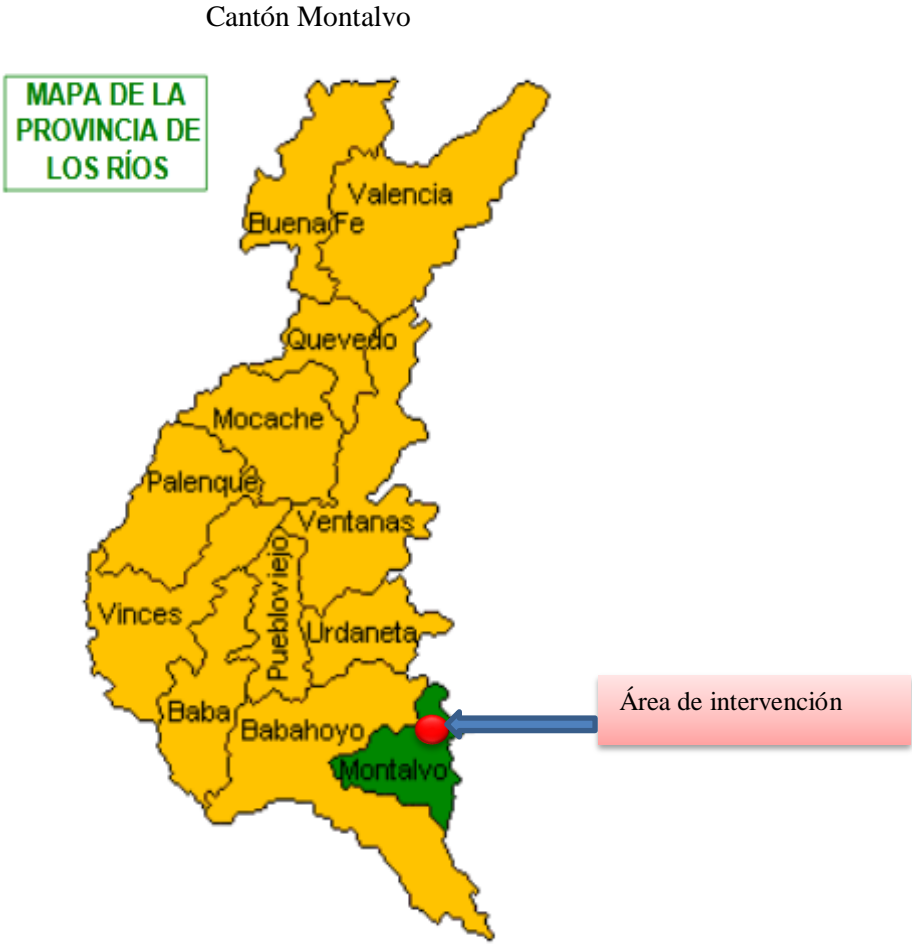 Cantón Montalvo
MAPA DE LA
PROVINCIA DE
LOS RÍOS
Valencia
Buena Fe
Quevedo
Mocache
Palenque
Ventanas
Puebloviejo
Vinces
Urdaneta
Baba
Babahoyo
Montalvo
Área de intervención